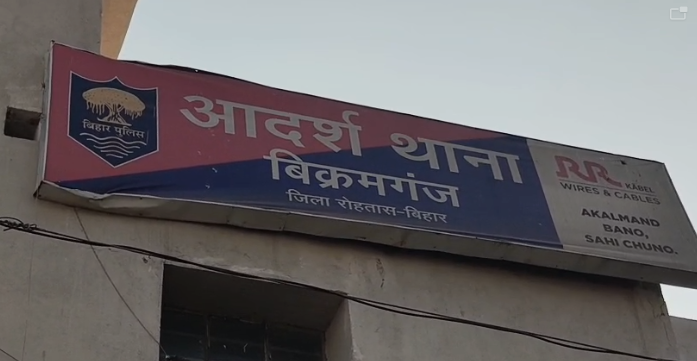 बिहार पुलिस
आदर्श थाना
बिक्रमगंज
जिला रोहतास-बिहार
RR KABEL
WIRES & CABLES
AKALMAND
BANO,
SAHI CHUNO.